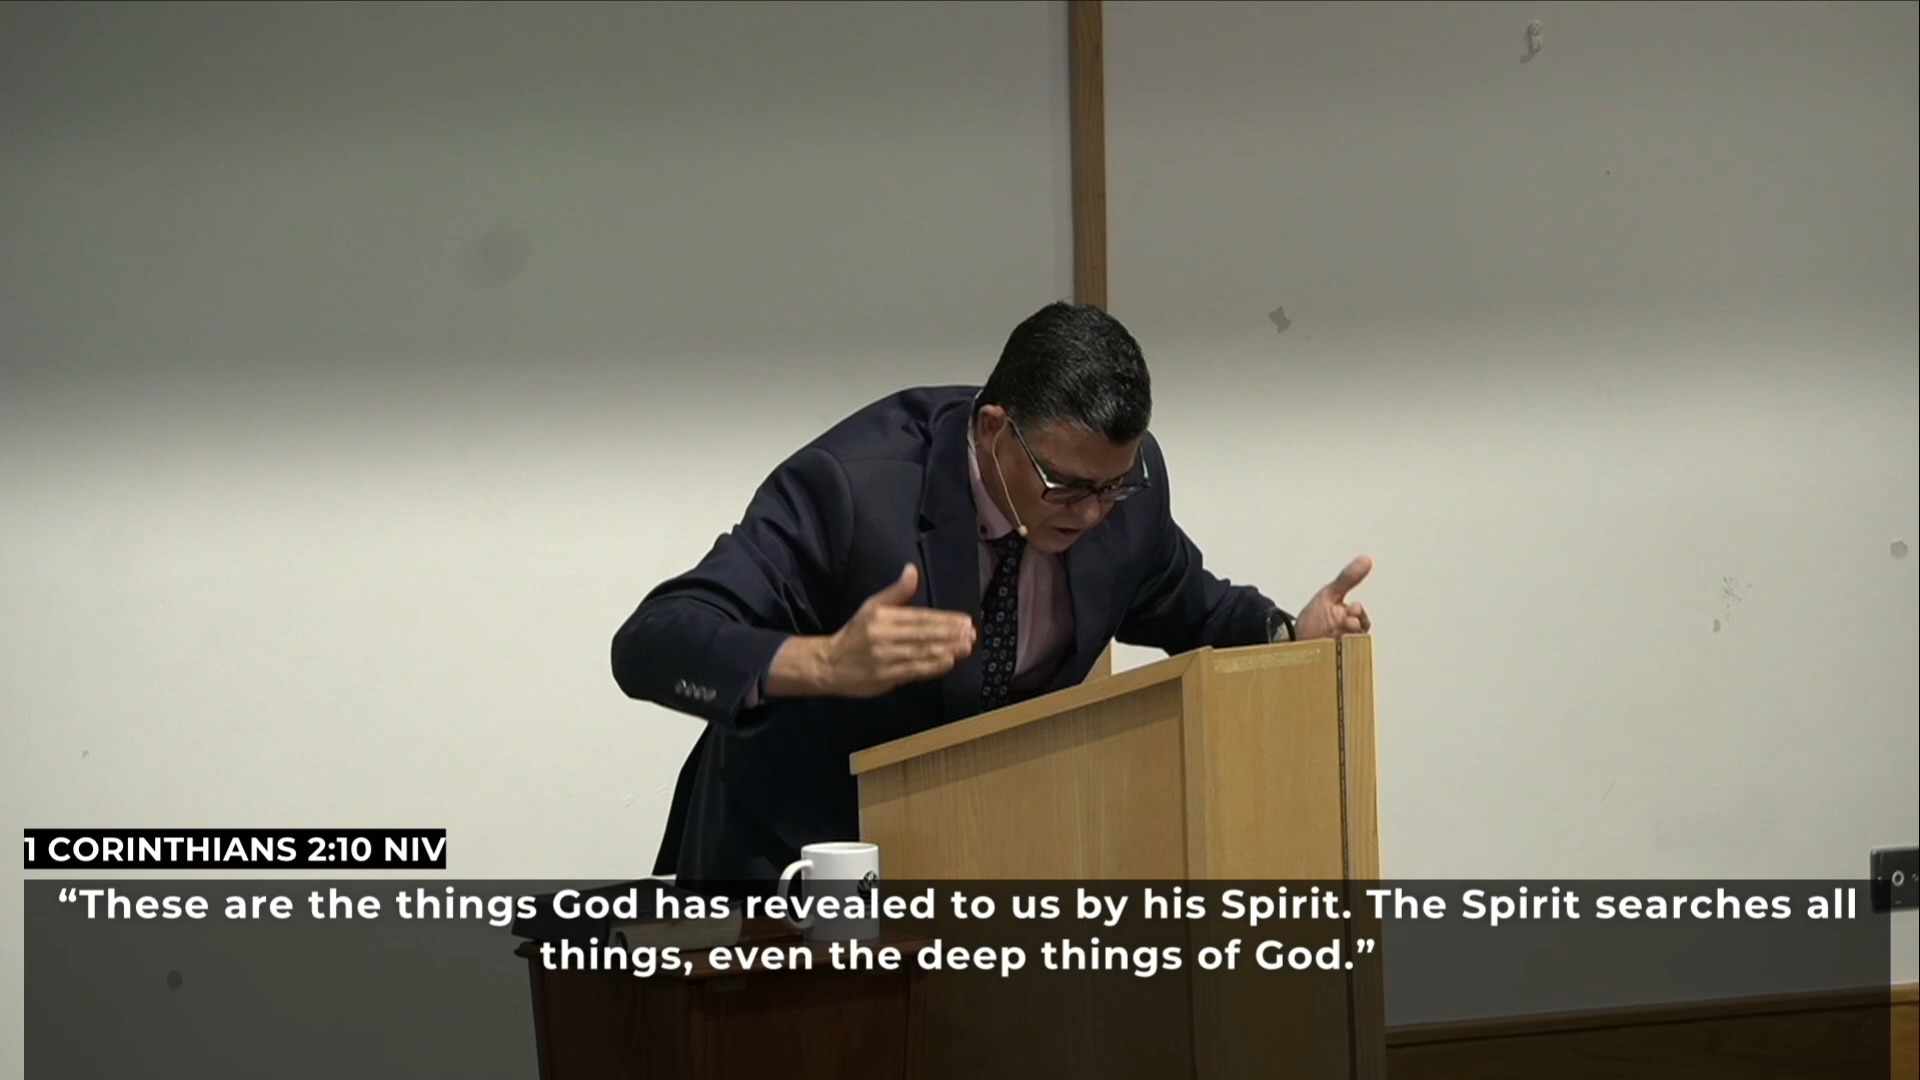 1 CORINTHIANS 2:10 NIV
“These are the things God has revealed to us by his Spirit. The Spirit searches all
things, even the deep things of God.”